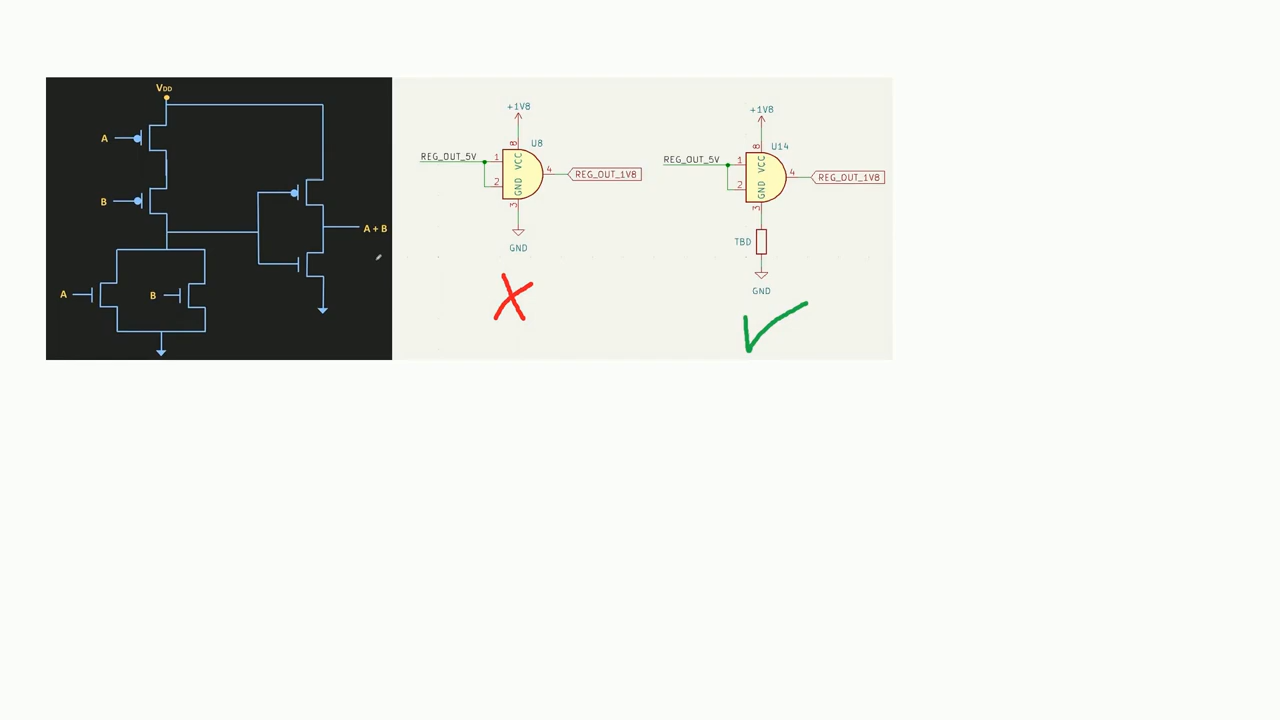 VDD
A
B
A + B
A
B
+1V8
U8
REG_OUT_5V
1
2
8
VCC
GND
3
4
REG_OUT_1V8
GND
+1V8
U14
REG_OUT_5V
1
2
8
VCC
GND
3
4
REG_OUT_1V8
TBD
GND